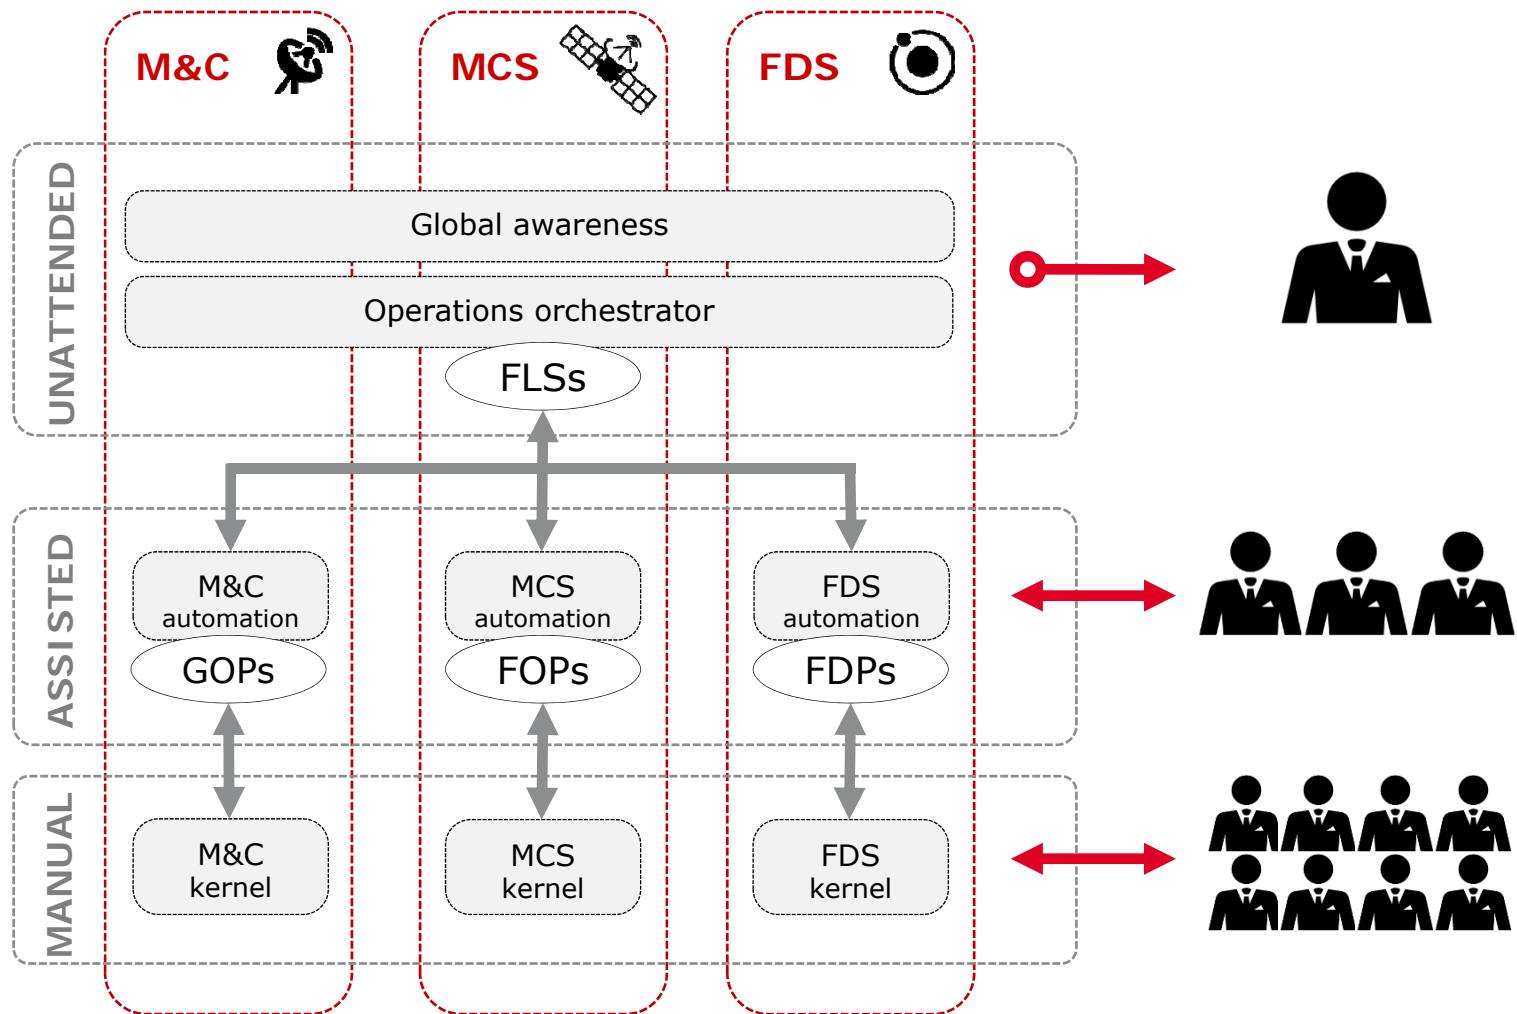 M&C
MCS
FDS
UNATTENDED
Global awareness
Operations orchestrator
FLSs
ASSISTED
M&C
automation
MCS
automation
FDS
automation
GOPs
FOPs
FDPs
MANUAL
M&C
kernel
MCS
kernel
FDS
kernel